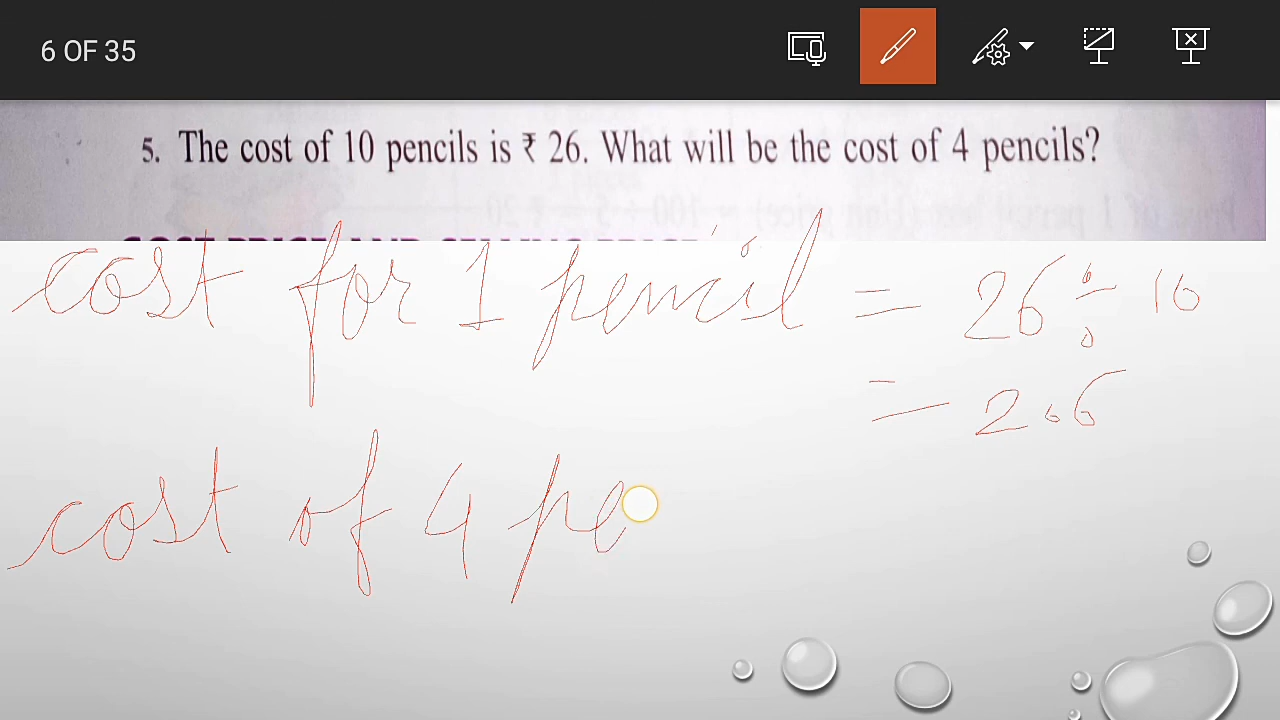 6 OF 35
5. The cost of 10 pencils is ₹ 26. What will be the cost of 4 pencils?
cost for 1 pencil = 26 ÷ 10
= 2.6
cost of 4 pe